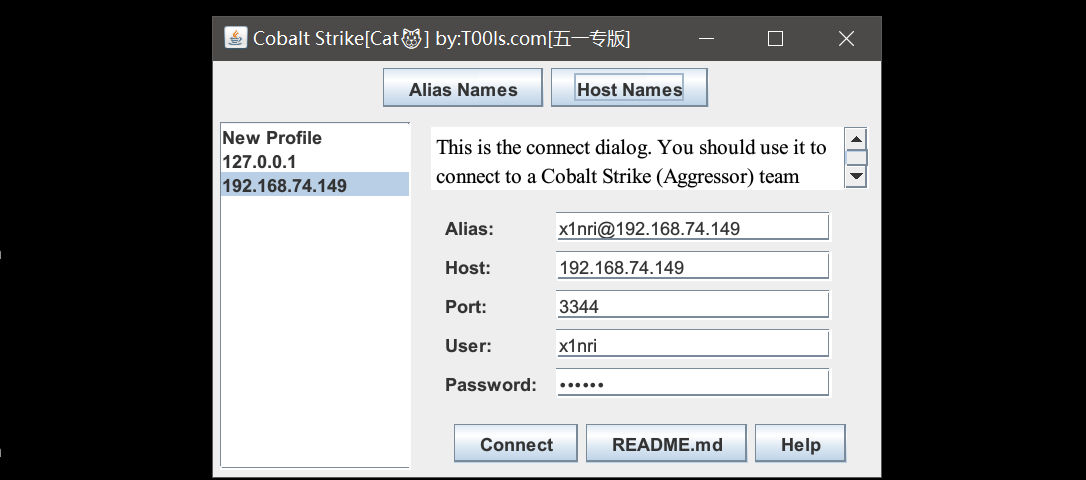 Cobalt Strike[Cat😼] by:T00ls.com[五一专版]
Alias Names
Host Names
New Profile
127.0.0.1
192.168.74.149
This is the connect dialog. You should use it to
connect to a Cobalt Strike (Aggressor) team
Alias: x1nri@192.168.74.149
Host: 192.168.74.149
Port: 3344
User: x1nri
Password: ••••••
Connect
README.md
Help